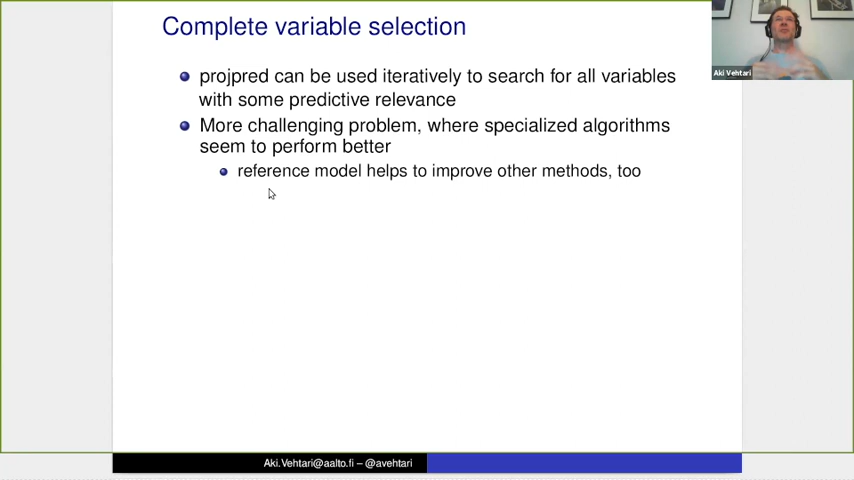 Complete variable selection
projpred can be used iteratively to search for all variables
with some predictive relevance
More challenging problem, where specialized algorithms
seem to perform better
reference model helps to improve other methods, too
Aki Vehtari
Aki.Vehtari@aalto.fi – @avehtari